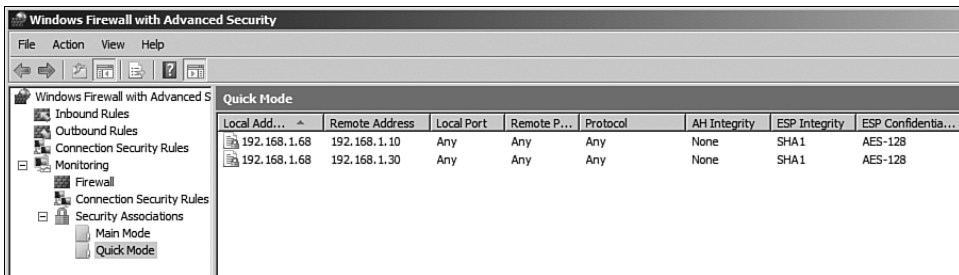 Windows Firewall with Advanced Security
File Action View Help
Windows Firewall with Advanced S
Inbound Rules
Outbound Rules
Connection Security Rules
Monitoring
Firewall
Connection Security Rules
Security Associations
Main Mode
Quick Mode
Quick Mode
Local Add... Remote Address Local Port Remote P... Protocol AH Integrity ESP Integrity ESP Confidentia...
192.168.1.68 192.168.1.10 Any Any Any None SHA1 AES-128
192.168.1.68 192.168.1.30 Any Any Any None SHA1 AES-128